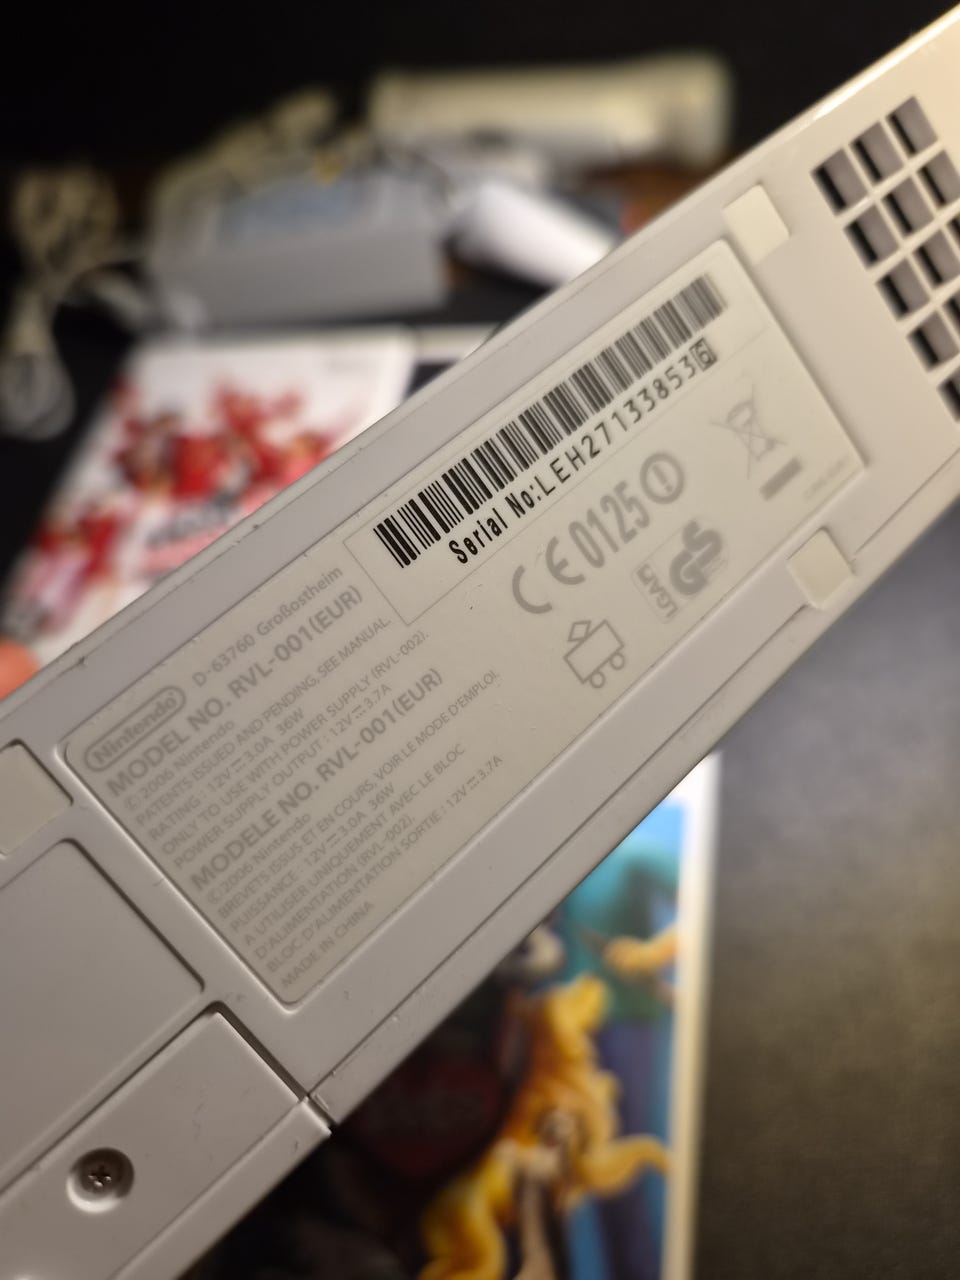 Serial No:LEH271338536
CE0125
LGAICI
GS
Nintendo D-63760 Großostheim
MODEL NO. RVL-001(EUR)
©2006 Nintendo
PATENTS ISSUED AND PENDING, SEE MANUAL.
RATING : 12V⎓3.0A 36W
ONLY TO USE WITH POWER SUPPLY (RVL-002).
POWER SUPPLY OUTPUT : 12V⎓3.7A
MODELE NO. RVL-001(EUR)
©2006 Nintendo
BREVETS ISSUS ET EN COURS, VOIR LE MODE D'EMPLOI.
PUISSANCE : 12V⎓3.0A 36W
A UTILISER UNIQUEMENT AVEC LE BLOC
D'ALIMENTATION (RVL-002).
BLOC D'ALIMENTATION SORTIE : 12V⎓3.7A
MADE IN CHINA